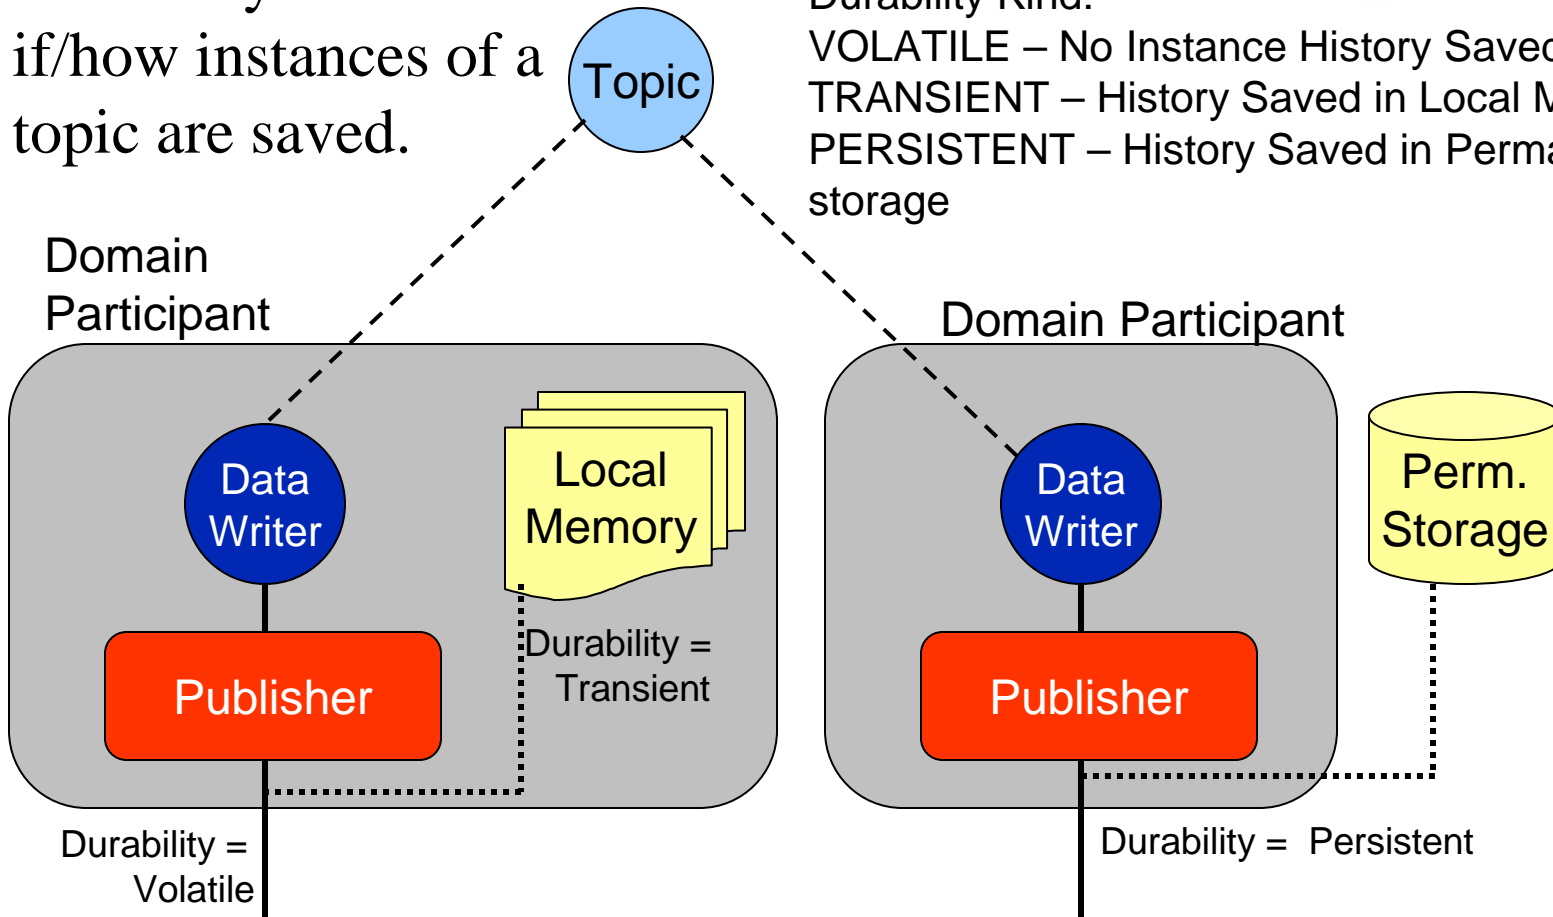 if/how instances of a
topic are saved.
Topic
Durability Kind:
VOLATILE – No Instance History Saved
TRANSIENT – History Saved in Local
PERSISTENT – History Saved in
storage
Domain
Participant
Domain Participant
Data
Writer
Local
Memory
Data
Writer
Perm.
Storage
Durability =
Transient
Publisher
Publisher
Durability =
Volatile
Durability = Persistent